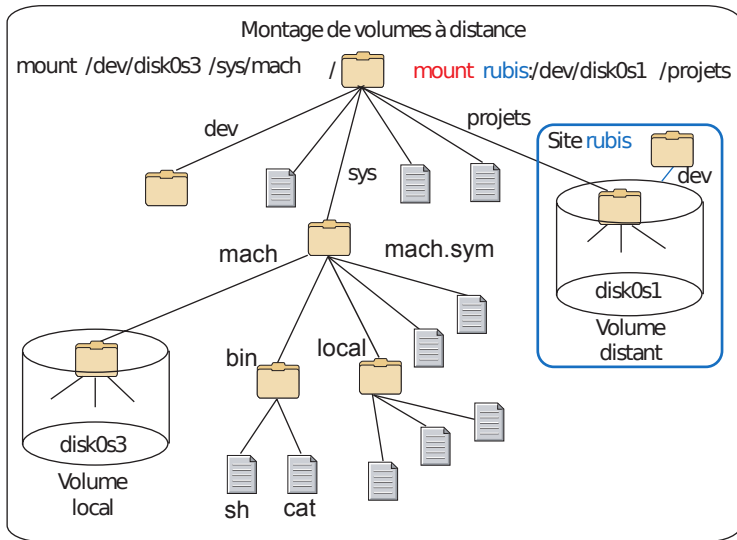 Montage de volumes à distance
mount /dev/disk0s3 /sys/mach
/
mount rubis:/dev/disk0s1 /projets
dev
projets
Site rubis
sys
dev
mach
mach.sym
disk0s1
Volume
distant
bin
local
disk0s3
Volume
local
sh
cat